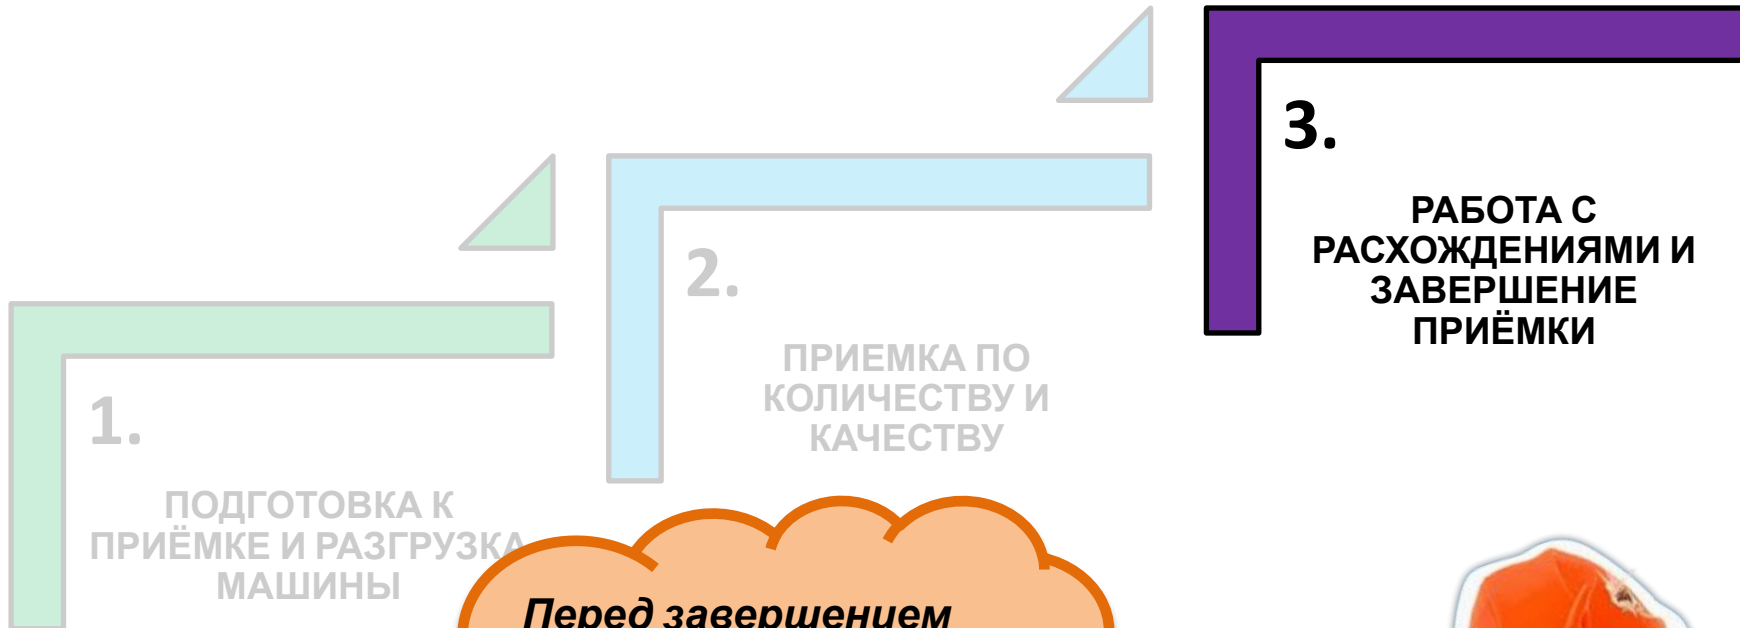 3.
РАБОТА С
РАСХОЖДЕНИЯМИ И
ЗАВЕРШЕНИЕ
ПРИЁМКИ
2.
ПРИЕМКА ПО
КОЛИЧЕСТВУ И
КАЧЕСТВУ
1.
ПОДГОТОВКА К
ПРИЁМКЕ И РАЗГРУЗКА
МАШИНЫ
Перед завершением